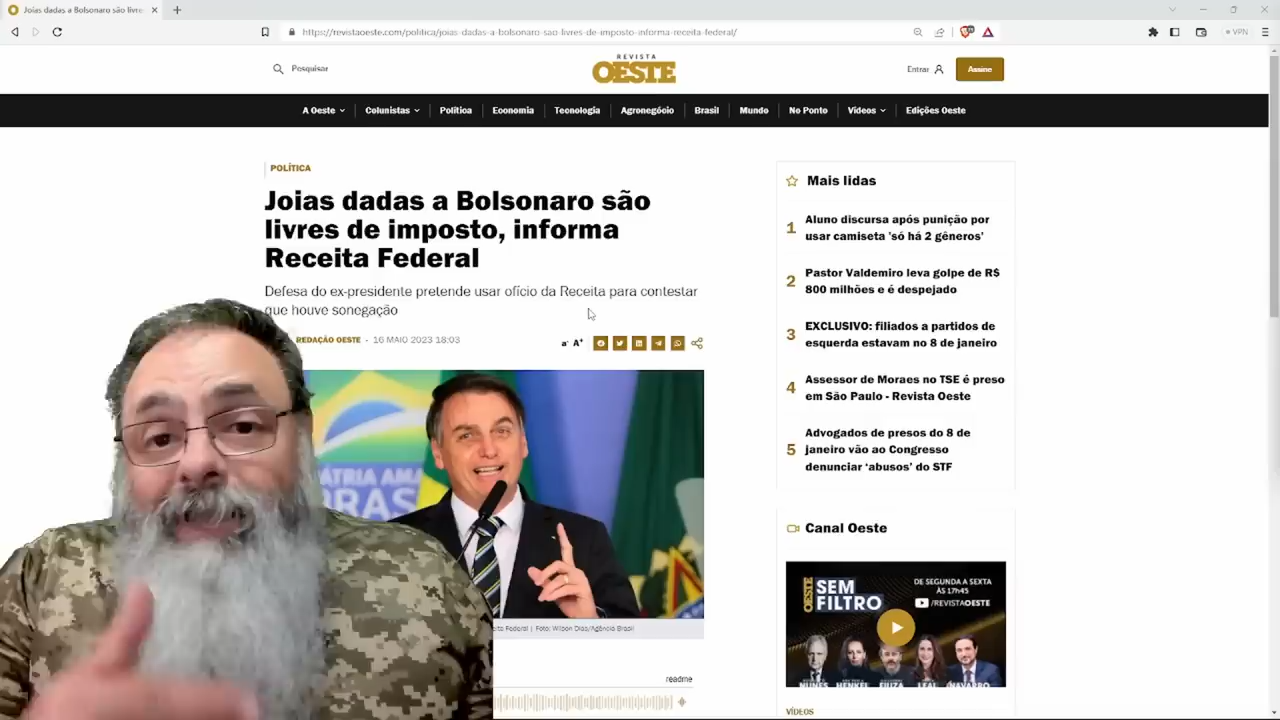 Joias dadas a Bolsonaro são livre
https://revistaoeste.com/politica/joias-dadas-a-bolsonaro-sao-livres-de-imposto-informa-receita-federal/
VPN
Pesquisar
REVISTA
OESTE
Entrar
Assine
A Oeste
Colunistas
Política
Economia
Tecnologia
Agronegócio
Brasil
Mundo
No Ponto
Vídeos
Edições Oeste
POLÍTICA
Joias dadas a Bolsonaro são
livres de imposto, informa
Receita Federal
Defesa do ex-presidente pretende usar ofício da Receita para contestar
que houve sonegação
REDAÇÃO OESTE - 16 MAIO 2023 18:03
a- A+
PÁTRIA AMA
BRAS
Federal | Foto: Wilson Dias/Agência Brasil
readme
Mais lidas
1
Aluno discursa após punição por
usar camiseta 'só há 2 gêneros'
2
Pastor Valdemiro leva golpe de R$
800 milhões e é despejado
3
EXCLUSIVO: filiados a partidos de
esquerda estavam no 8 de janeiro
4
Assessor de Moraes no TSE é preso
em São Paulo - Revista Oeste
5
Advogados de presos do 8 de
janeiro vão ao Congresso
denunciar 'abusos' do STF
Canal Oeste
OESTE
SEM
FILTRO
DE SEGUNDA A SEXTA
ÀS 17h45
/REVISTAOESTE
NUNES
HENKEL
FIUZA
LEAL
NAVARRO
VÍDEOS